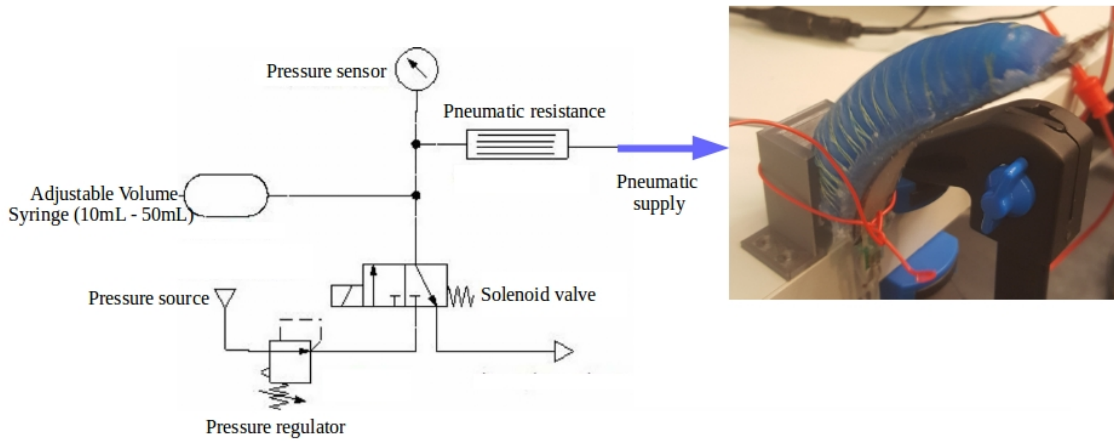 Pressure sensor
Pneumatic resistance
Adjustable Volume-
Syringe (10mL - 50mL)
Pneumatic
supply
Pressure source
Solenoid valve
Pressure regulator